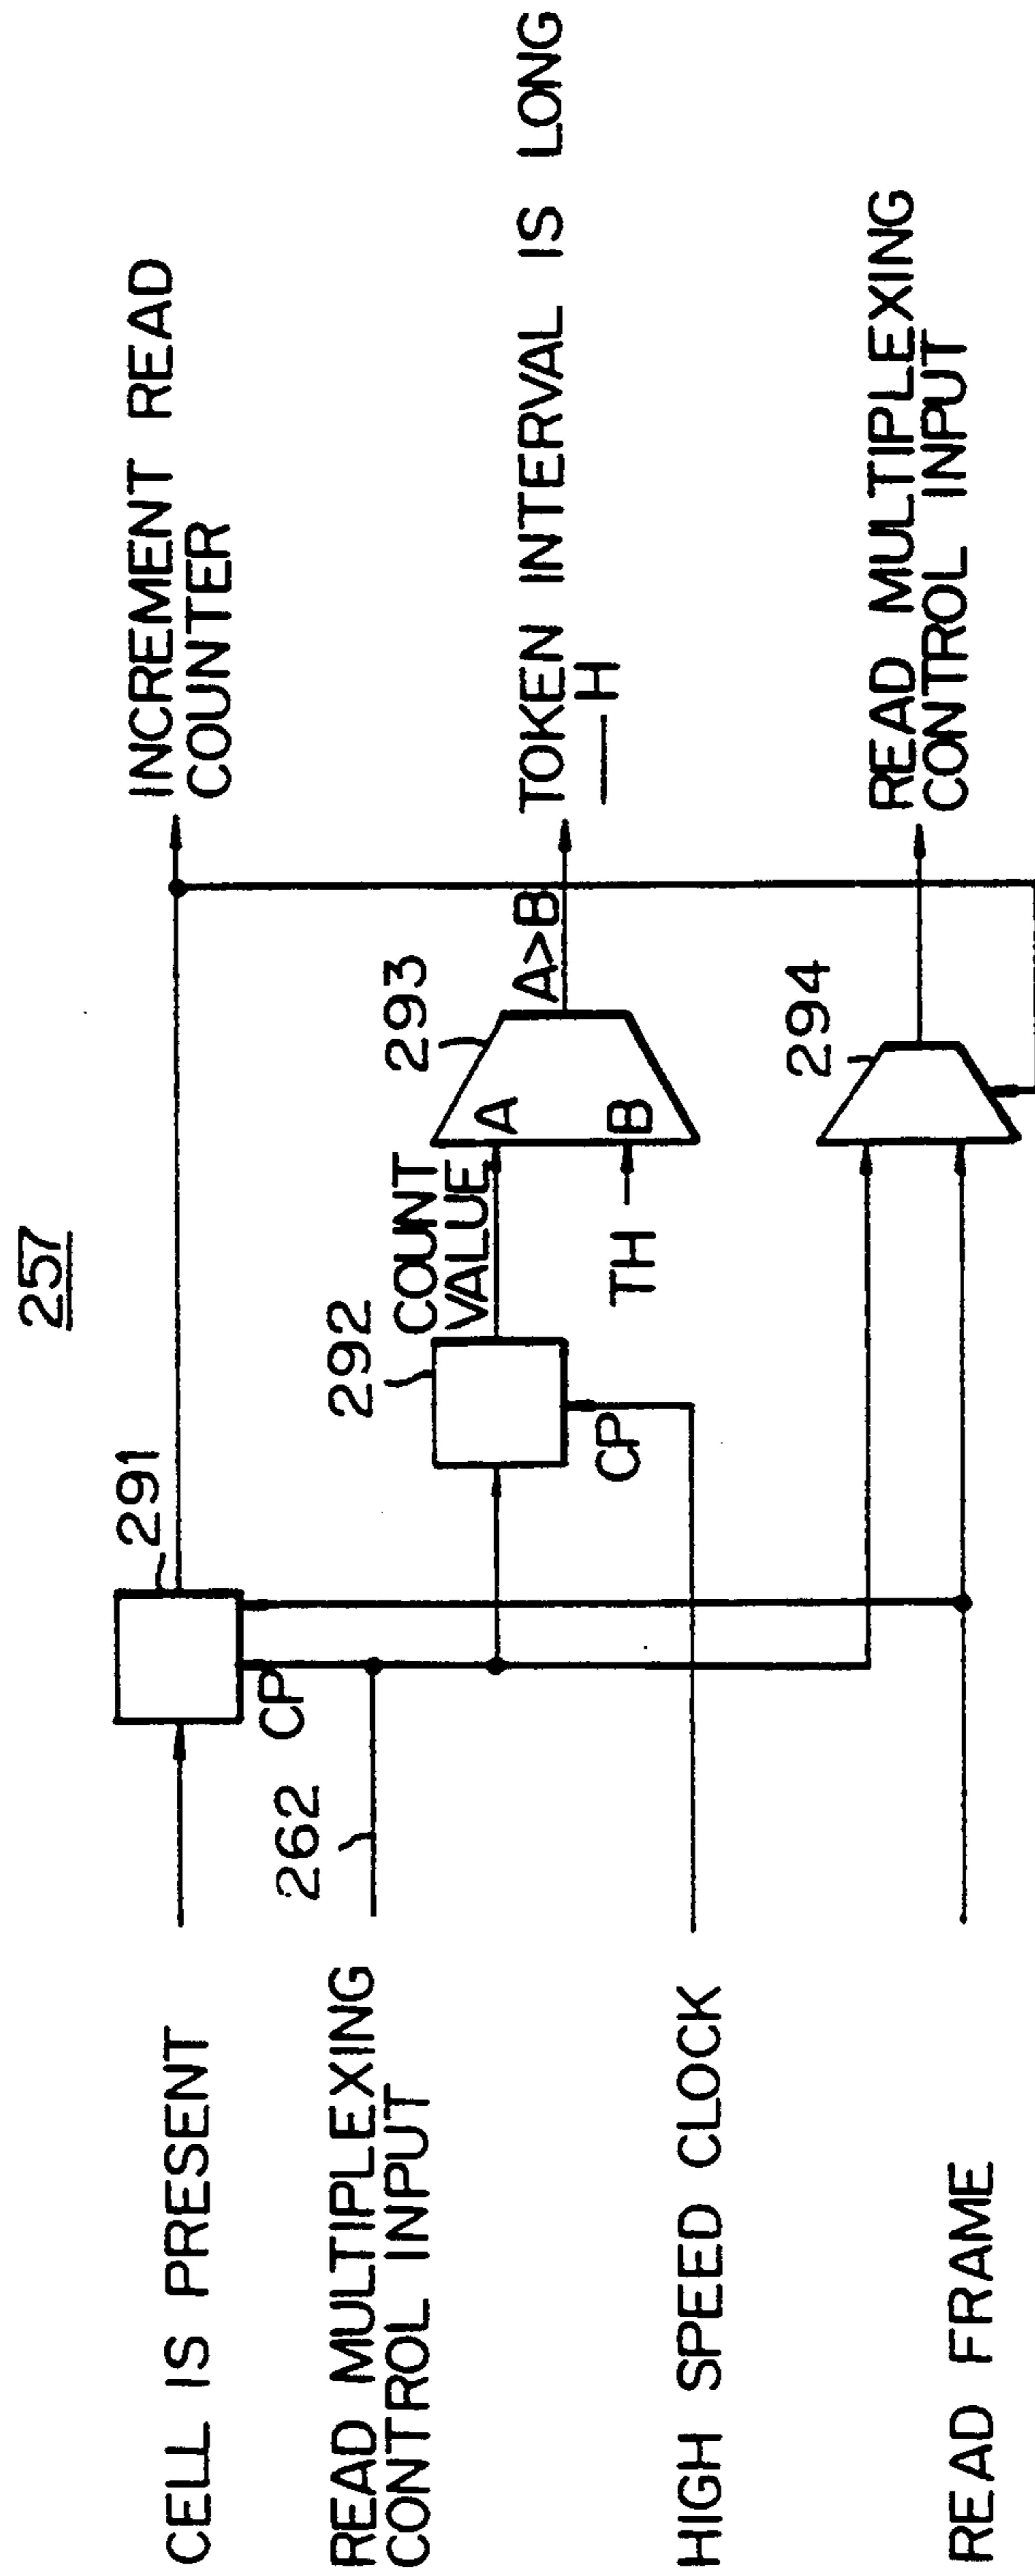 257
CELL IS PRESENT
291
CP
INCREMENT READ
COUNTER
READ MULTIPLEXING
CONTROL INPUT
262
292
COUNT
VALUE
293
A
B
A>B
TOKEN INTERVAL IS LONG
— H
TH
CP
HIGH SPEED CLOCK
294
READ MULTIPLEXING
CONTROL INPUT
READ FRAME